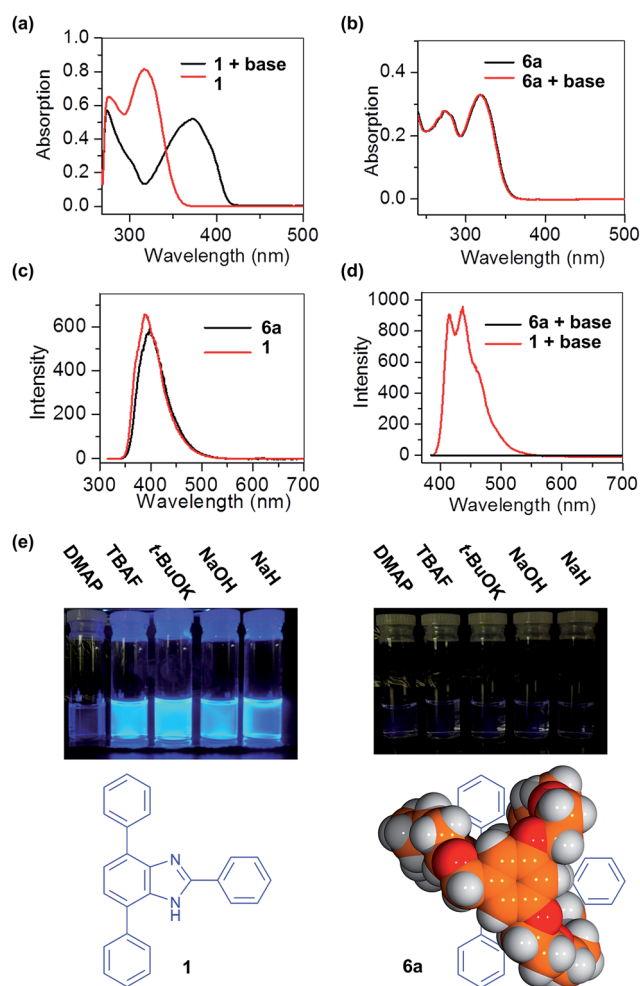 (a)
1 + base
1
Absorption
1.0
0.8
0.6
0.4
0.2
0.0
300
400
500
Wavelength (nm)
(b)
6a
6a + base
Absorption
0.4
0.2
0.0
300
400
500
Wavelength (nm)
(c)
6a
1
Intensity
600
400
200
0
300
400
500
600
700
Wavelength (nm)
(d)
6a + base
1 + base
Intensity
1000
800
600
400
200
0
400
500
600
700
Wavelength (nm)
(e)
DMAP
TBAF
t-BuOK
NaOH
NaH
DMAP
TBAF
t-BuOK
NaOH
NaH
N
N
H
1
6a